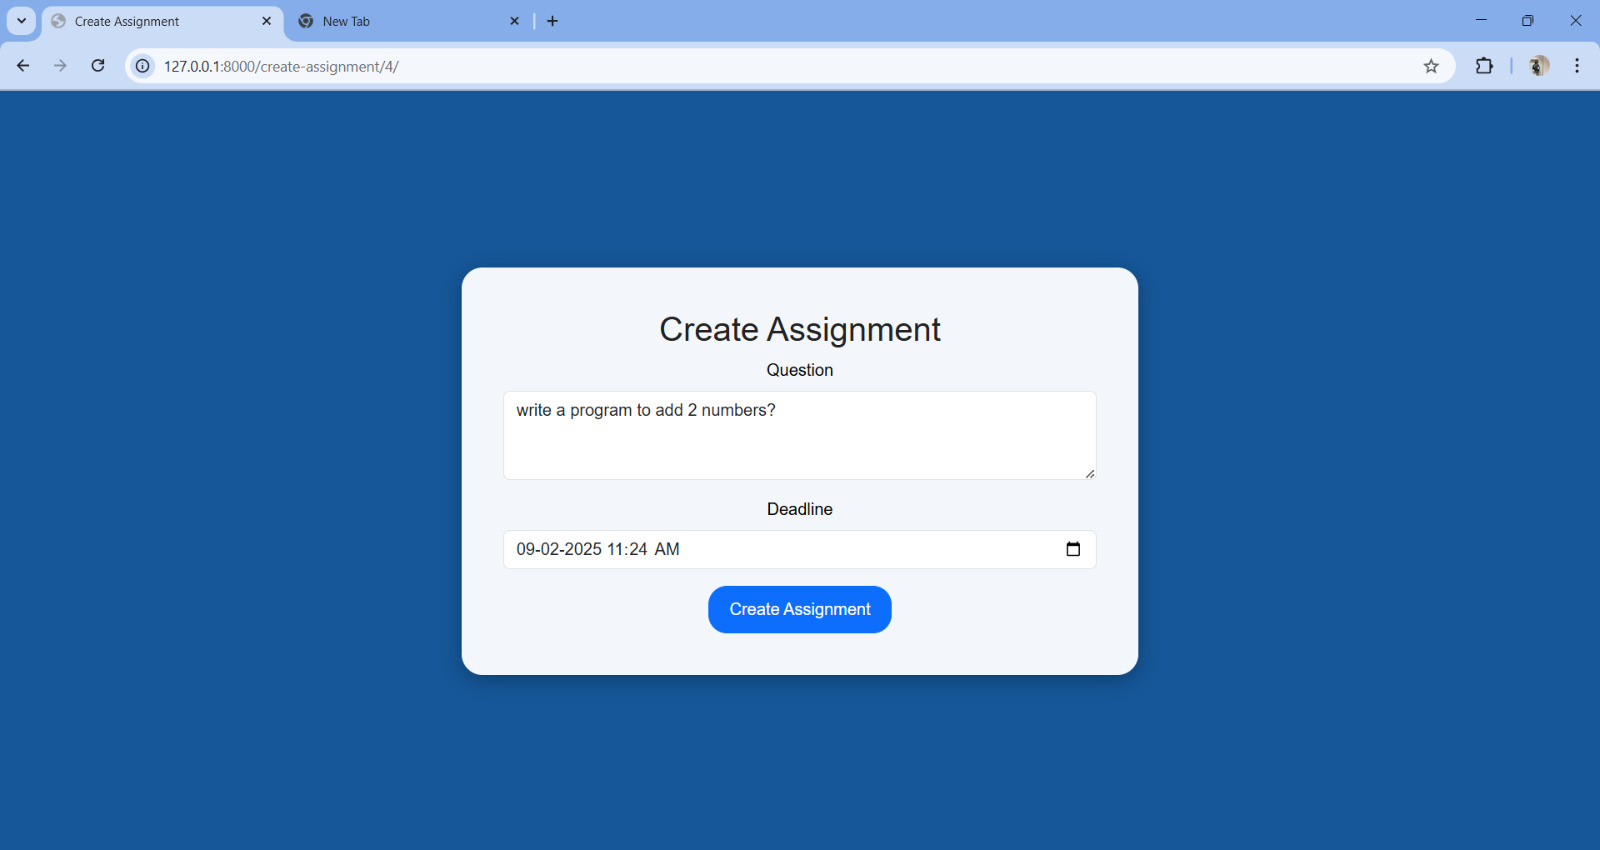 Create Assignment
New Tab
127.0.0.1:8000/create-assignment/4/
Create Assignment
Question
write a program to add 2 numbers?
Deadline
09-02-2025 11:24 AM
Create Assignment